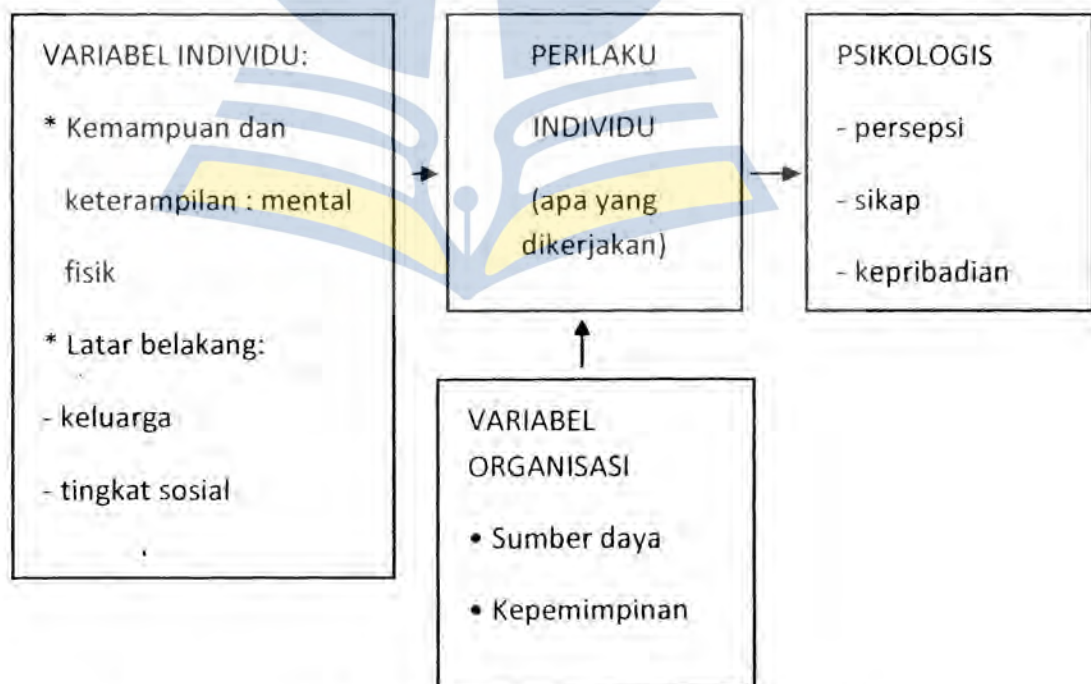 VARIABEL INDIVIDU:
* Kemampuan dan
keterampilan : mental
fisik
* Latar belakang:
- keluarga
- tingkat sosial
PERILAKU
INDIVIDU
(apa yang
dikerjakan)
PSIKOLOGIS
- persepsi
- sikap
- kepribadian
VARIABEL
ORGANISASI
• Sumber daya
• Kepemimpinan